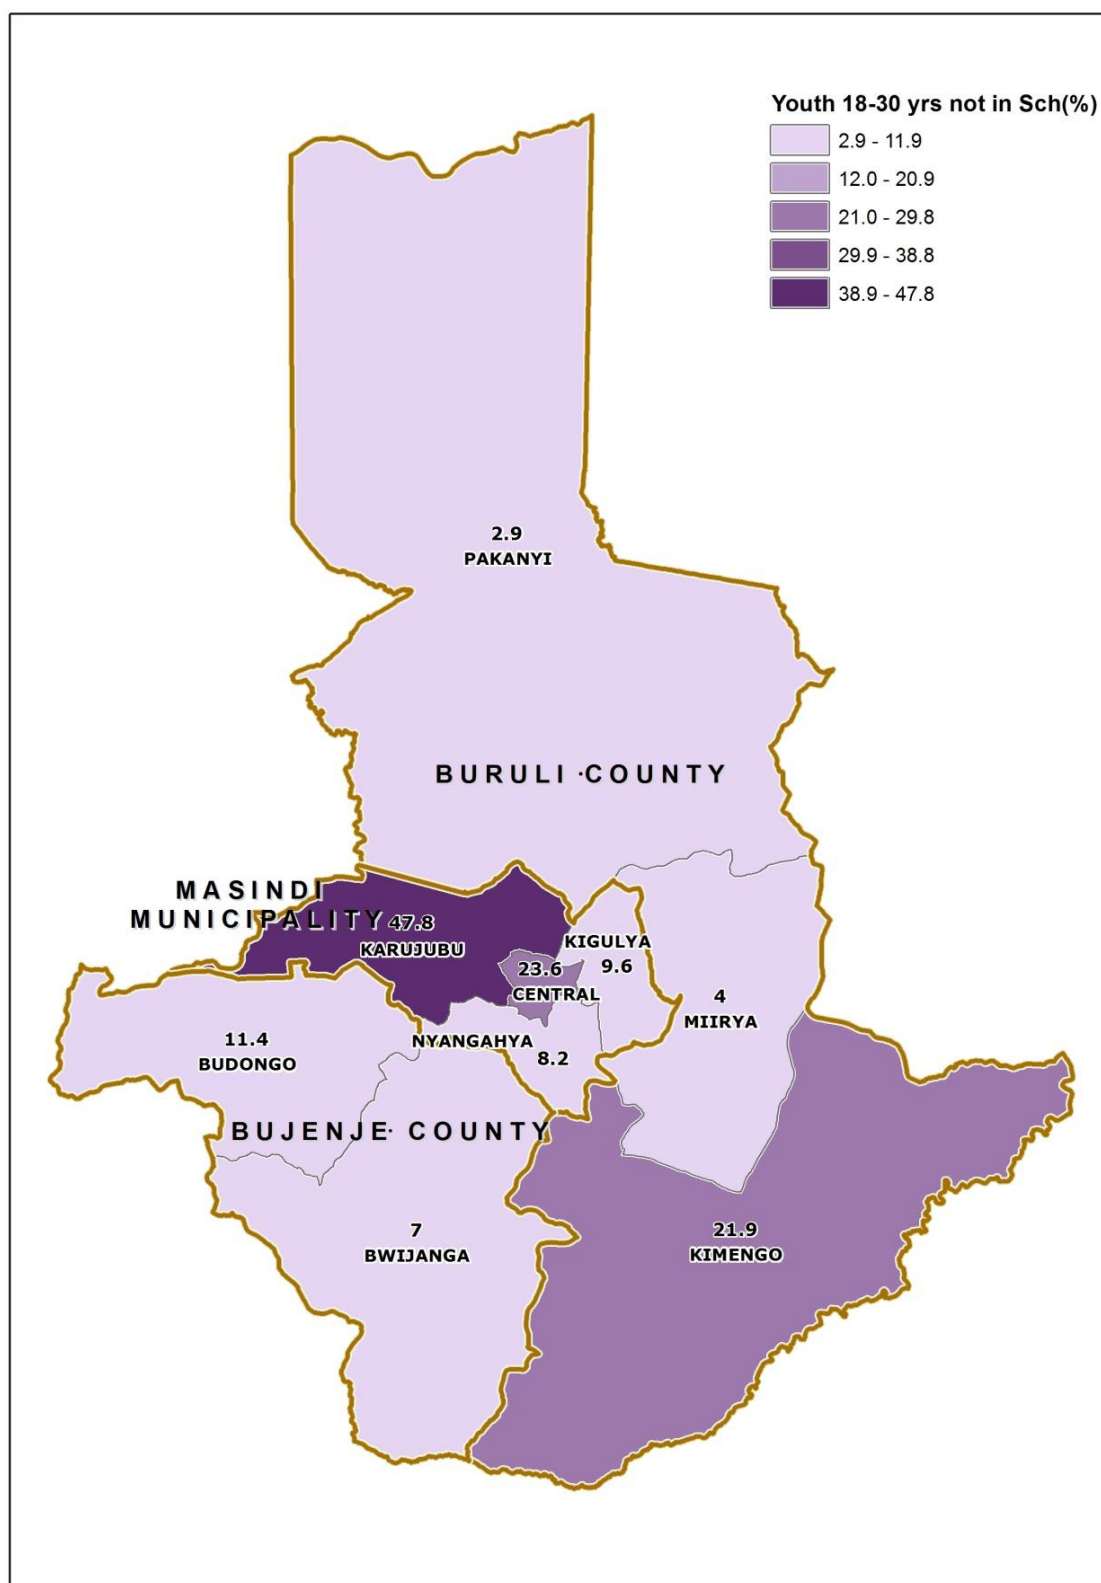 Youth 18-30 yrs not in Sch(%)
2.9 - 11.9
12.0 - 20.9
21.0 - 29.8
29.9 - 38.8
38.9 - 47.8
2.9
PAKANYI
BURULI COUNTY
MASINDI
MUNICIPALITY
47.8
KARUJUBU
KIGULYA
9.6
23.6
CENTRAL
4
MIIRYA
NYANGAHYA
8.2
11.4
BUDONGO
BUJENJE COUNTY
7
BWIJANGA
21.9
KIMENGO